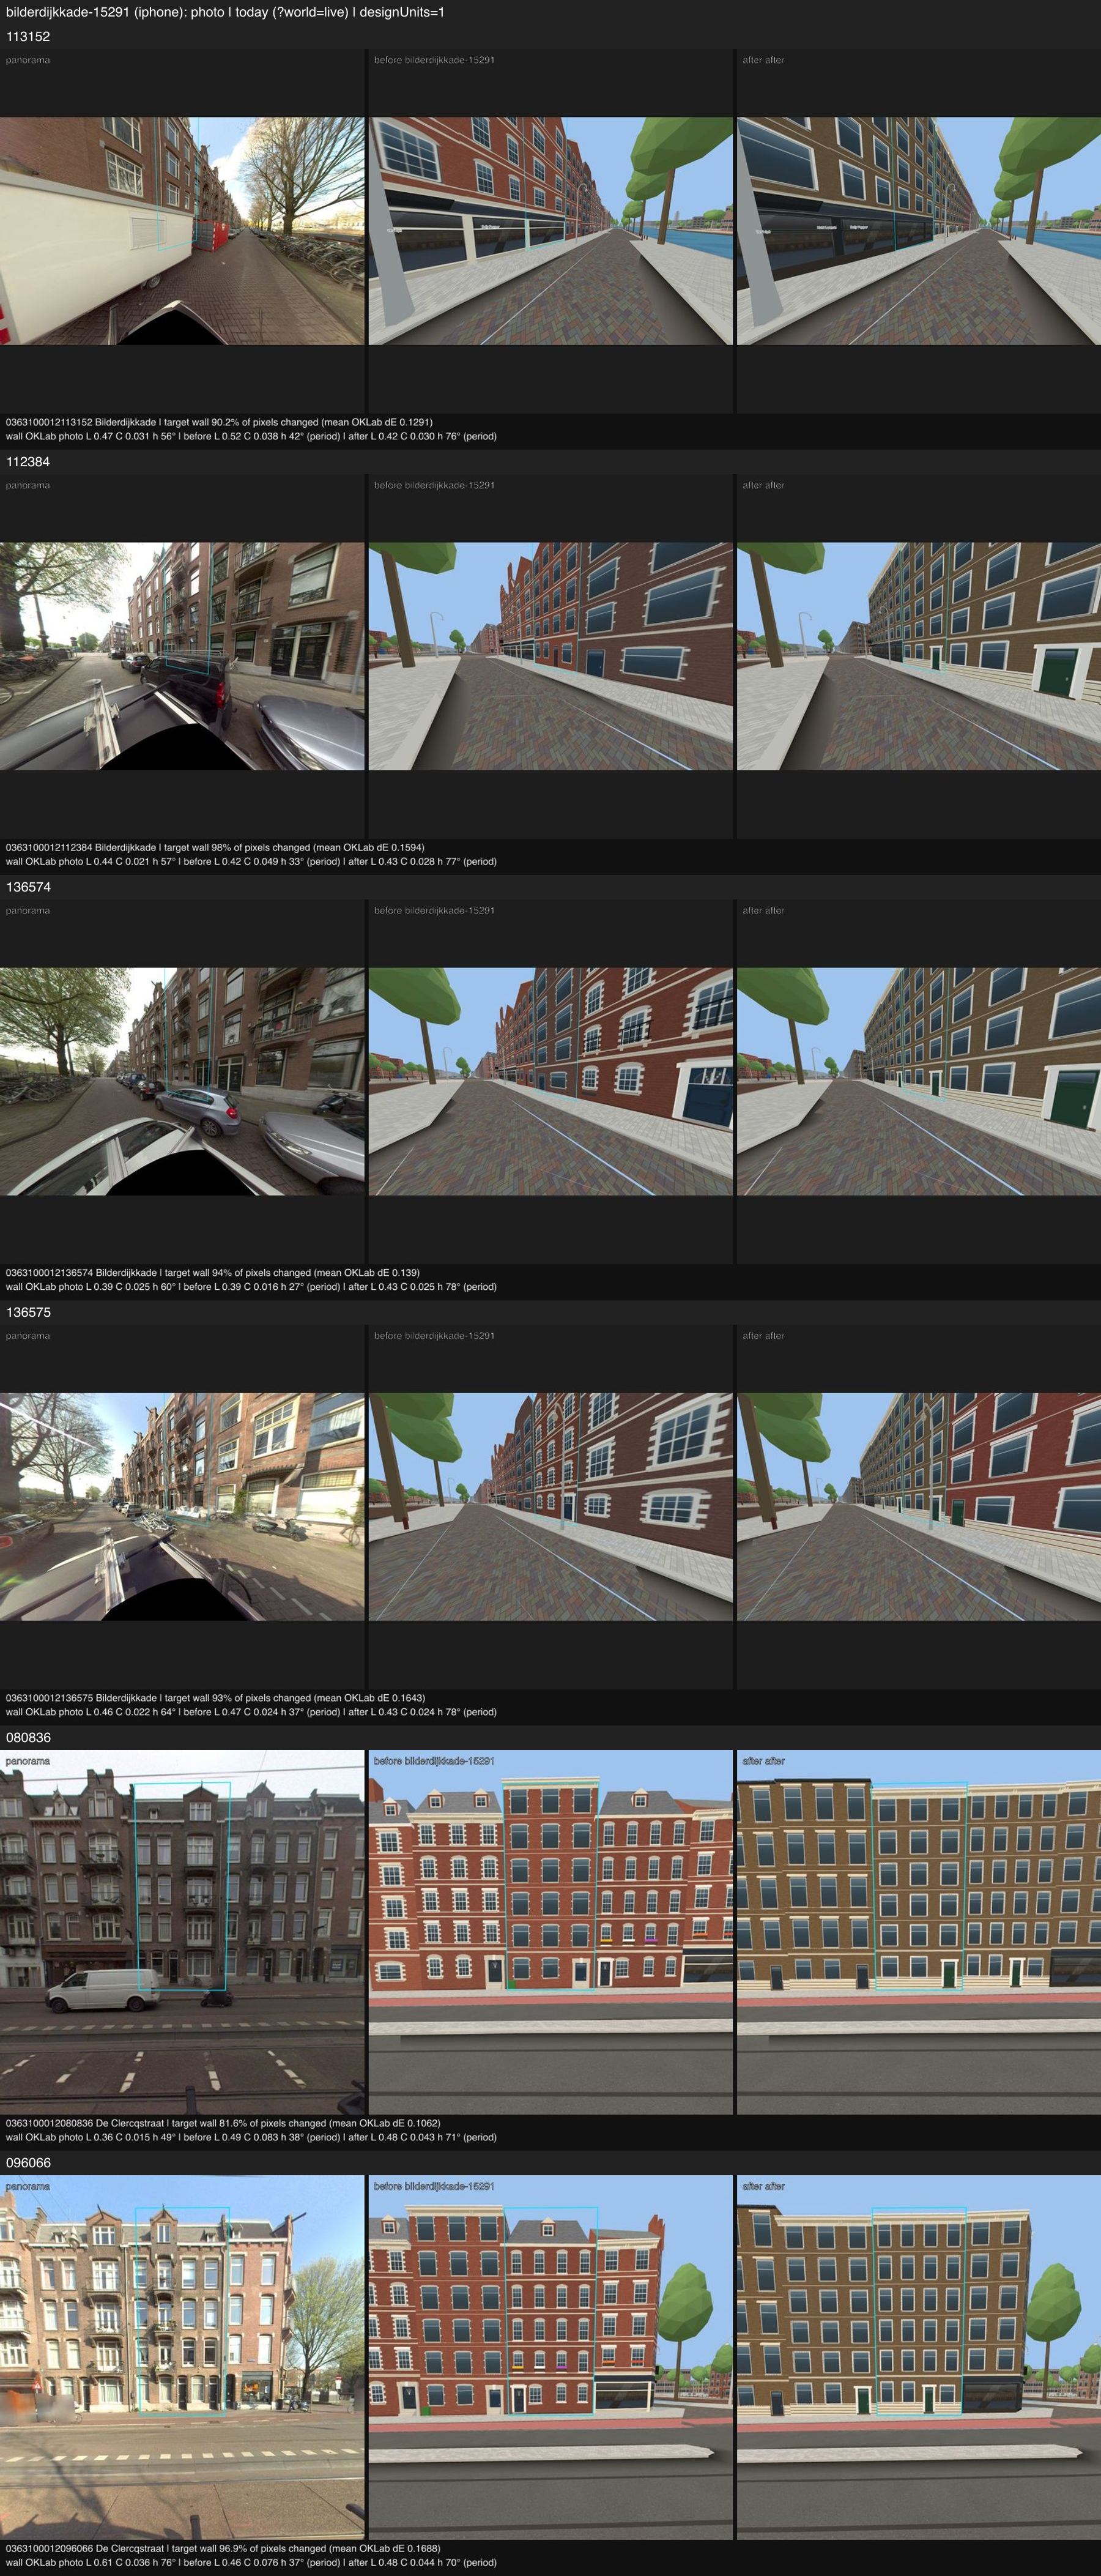 bilderdijkkade-15291 (iphone): photo | today (?world=live) | designUnits=1
113152
panorama
before bilderdijkkade-15291
after after
0363100012113152 Bilderdijkkade | target wall 90.2% of pixels changed (mean OKLab dE 0.1291)
wall OKLab photo L 0.47 C 0.031 h 56° | before L 0.52 C 0.038 h 42° (period) | after L 0.42 C 0.030 h 76° (period)
112384
panorama
before bilderdijkkade-15291
after after
0363100012112384 Bilderdijkkade | target wall 98% of pixels changed (mean OKLab dE 0.1594)
wall OKLab photo L 0.44 C 0.021 h 57° | before L 0.42 C 0.049 h 33° (period) | after L 0.43 C 0.028 h 77° (period)
136574
panorama
before bilderdijkkade-15291
after after
0363100012136574 Bilderdijkkade | target wall 94% of pixels changed (mean OKLab dE 0.139)
wall OKLab photo L 0.39 C 0.025 h 60° | before L 0.39 C 0.016 h 27° (period) | after L 0.43 C 0.025 h 78° (period)
136575
panorama
before bilderdijkkade-15291
after after
0363100012136575 Bilderdijkkade | target wall 93% of pixels changed (mean OKLab dE 0.1643)
wall OKLab photo L 0.46 C 0.022 h 64° | before L 0.47 C 0.024 h 37° (period) | after L 0.43 C 0.024 h 78° (period)
080836
panorama
before bilderdijkkade-15291
after after
0363100012080836 De Clercqstraat | target wall 81.6% of pixels changed (mean OKLab dE 0.1062)
wall OKLab photo L 0.36 C 0.015 h 49° | before L 0.49 C 0.083 h 38° (period) | after L 0.48 C 0.043 h 71° (period)
096066
panorama
before bilderdijkkade-15291
after after
0363100012096066 De Clercqstraat | target wall 96.9% of pixels changed (mean OKLab dE 0.1688)
wall OKLab photo L 0.61 C 0.036 h 76° | before L 0.46 C 0.076 h 37° (period) | after L 0.48 C 0.044 h 70° (period)